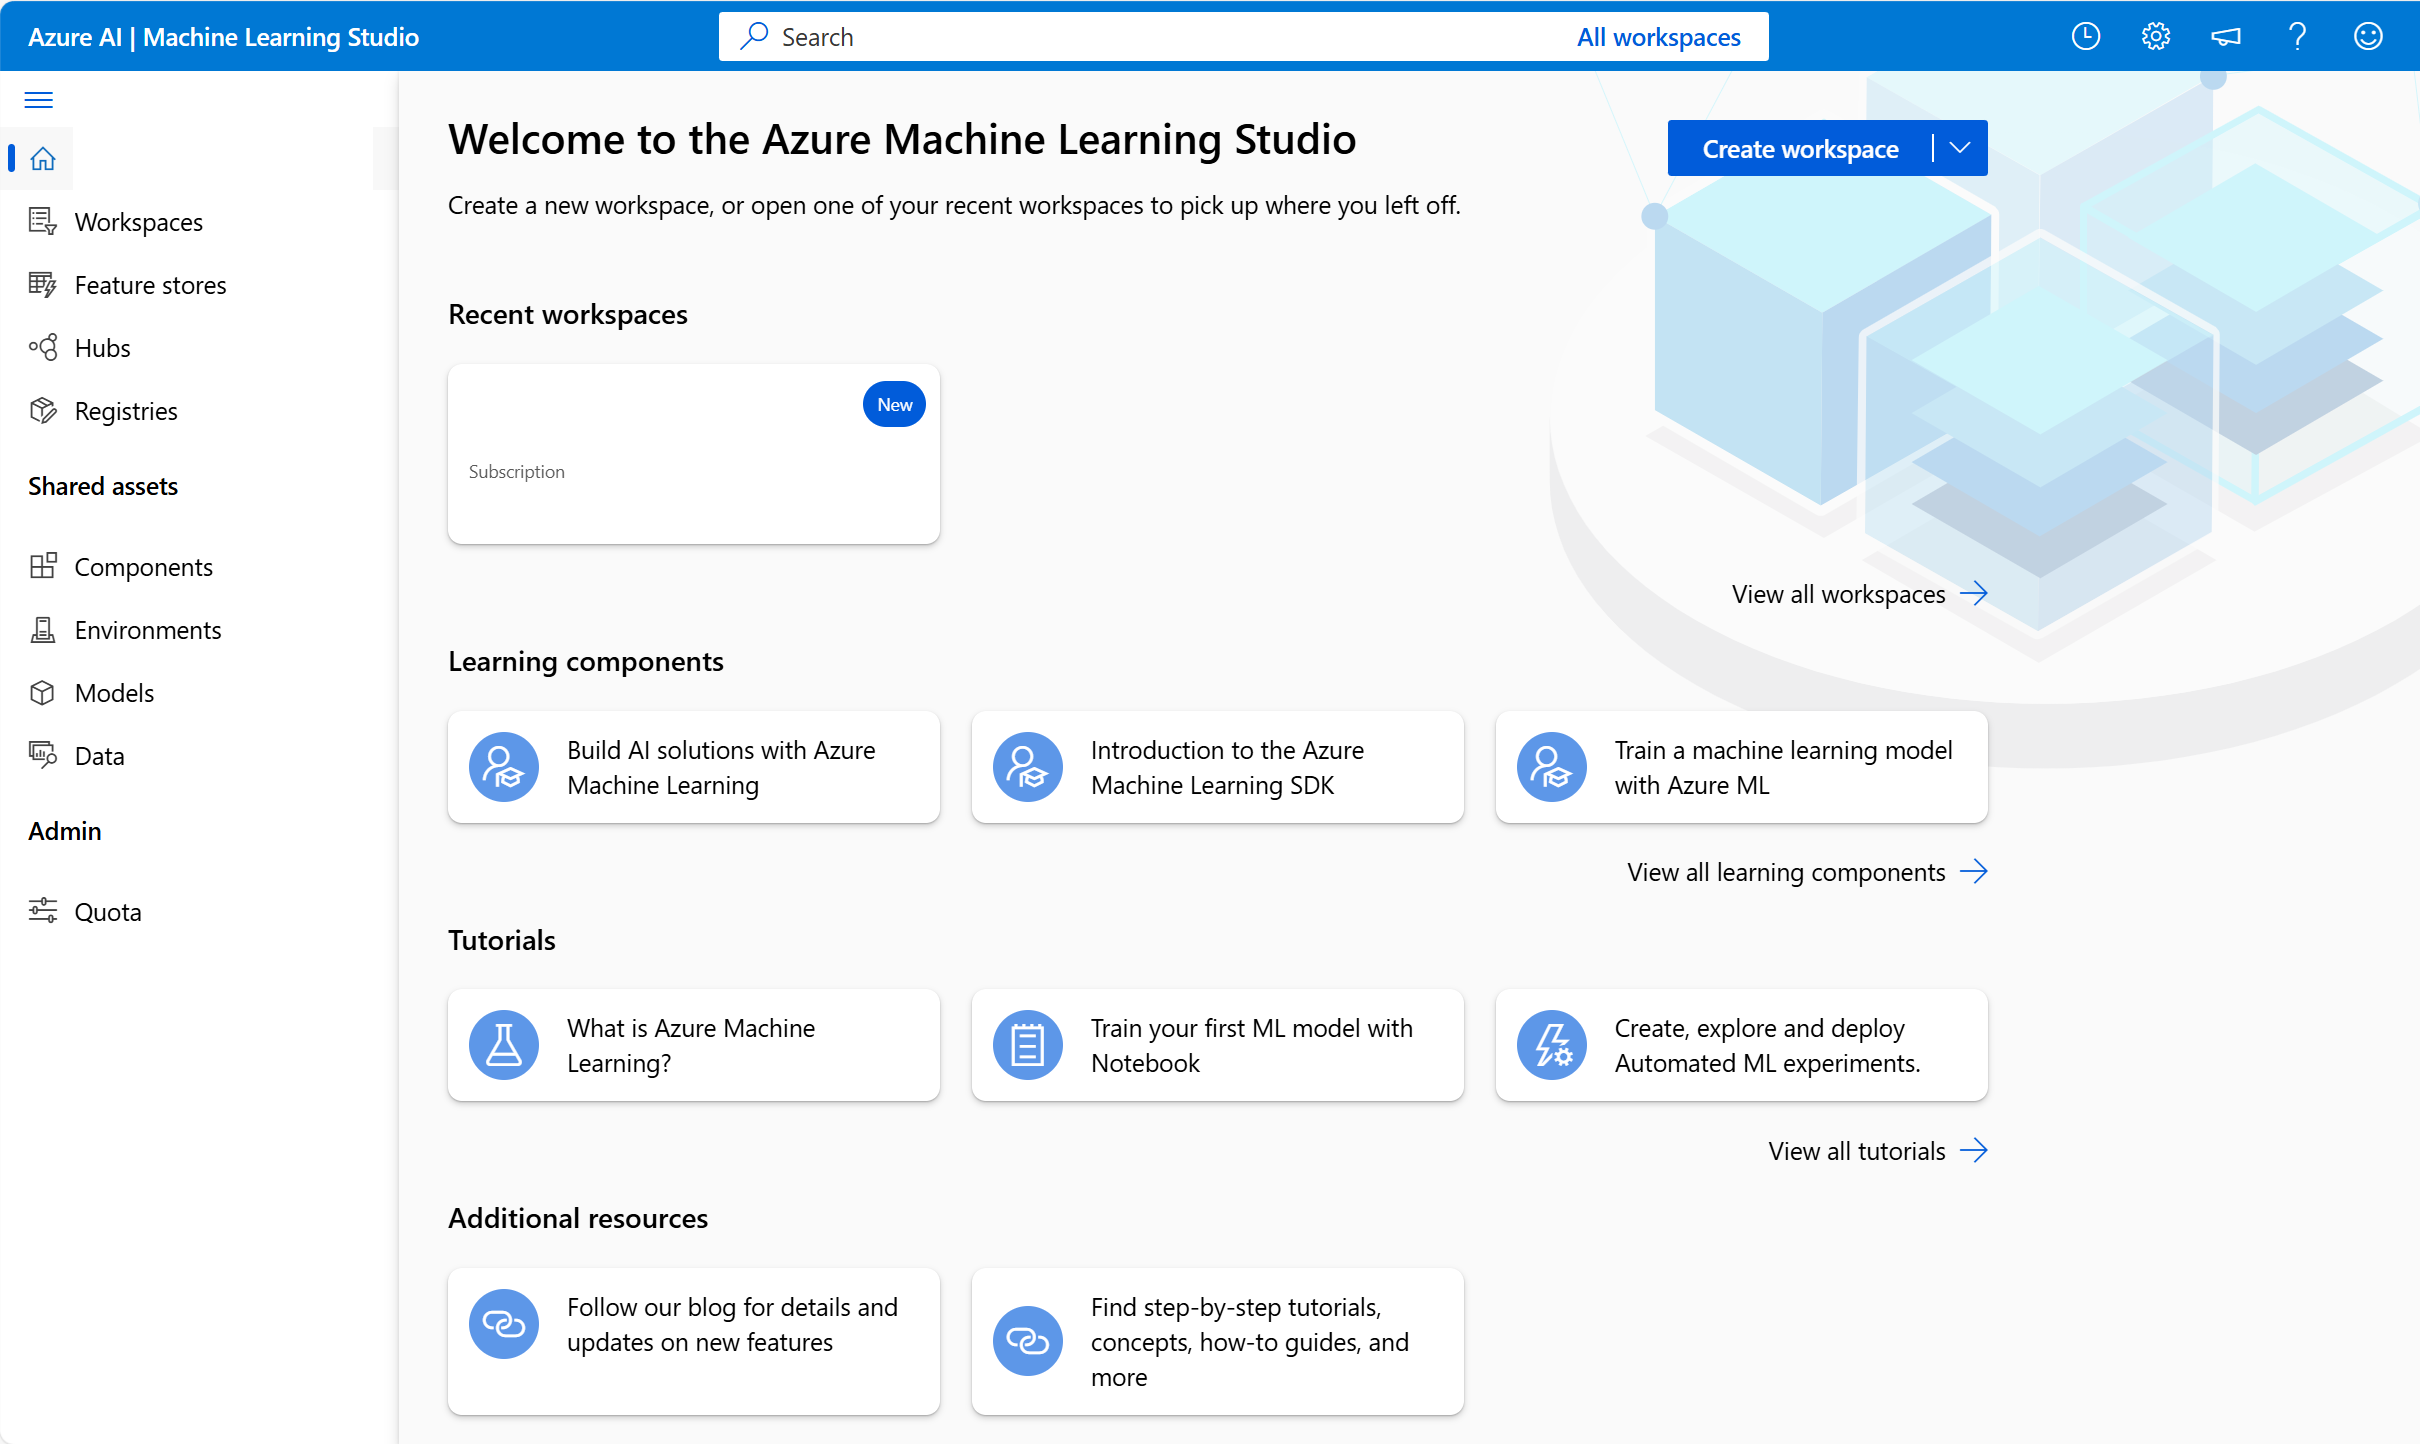 Azure AI | Machine Learning Studio
Search
All workspaces
Workspaces
Feature stores
Hubs
Registries
Shared assets
Components
Environments
Models
Data
Admin
Quota
Welcome to the Azure Machine Learning Studio
Create workspace
Create a new workspace, or open one of your recent workspaces to pick up where you left off.
Recent workspaces
New
Subscription
View all workspaces
Learning components
Build AI solutions with Azure
Machine Learning
Introduction to the Azure
Machine Learning SDK
Train a machine learning model
with Azure ML
View all learning components
Tutorials
What is Azure Machine
Learning?
Train your first ML model with
Notebook
Create, explore and deploy
Automated ML experiments.
View all tutorials
Additional resources
Follow our blog for details and
updates on new features
Find step-by-step tutorials,
concepts, how-to guides, and
more